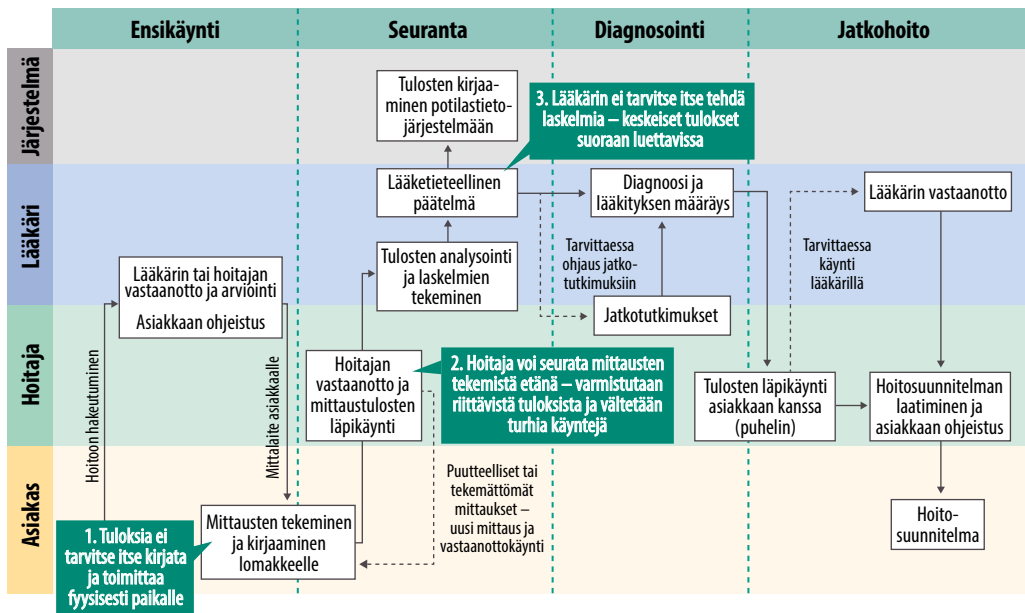 Ensikäynti
Seuranta
Diagnosointi
Jatkohoito
Järjestelmä
Tulosten kirjaa-
minen potilastieto-
järjestelmään
3. Lääkärin ei tarvitse itse tehdä
laskelmia – keskeiset tulokset
suoraan luettavissa
Lääkäri
Lääketieteellinen
päätelmä
Diagnoosi ja
lääkityksen määräys
Lääkärin vastaanotto
Tulosten analysointi
ja laskelmien
tekeminen
Tarvittaessa
ohjaus jatko-
tutkimuksiin
Tarvittaessa
käynti
lääkärillä
Lääkärin tai hoitajan
vastaanotto ja arviointi
Asiakkaan ohjeistus
Jatkotutkimukset
Hoitaja
Hoitoon hakeutuminen
Mittalaite asiakkaalle
Hoitajan
vastaanotto ja
mittaustulosten
läpikäynti
2. Hoitaja voi seurata mittausten
tekemistä etänä – varmistutaan
riittävistä tuloksista ja vältetään
turhia käyntejä
Tulosten läpikäynti
asiakkaan kanssa
(puhelin)
Hoitosuunnitelman
laatiminen ja
asiakkaan ohjeistus
Asiakas
1. Tuloksia ei
tarvitse itse kirjata
ja toimittaa
fyysisesti paikalle
Mittausten tekeminen
ja kirjaaminen
lomakkeelle
Puutteelliset tai
tekemättömät
mittaukset –
uusi mittaus ja
vastaanottokäynti
Hoito-
suunnitelma